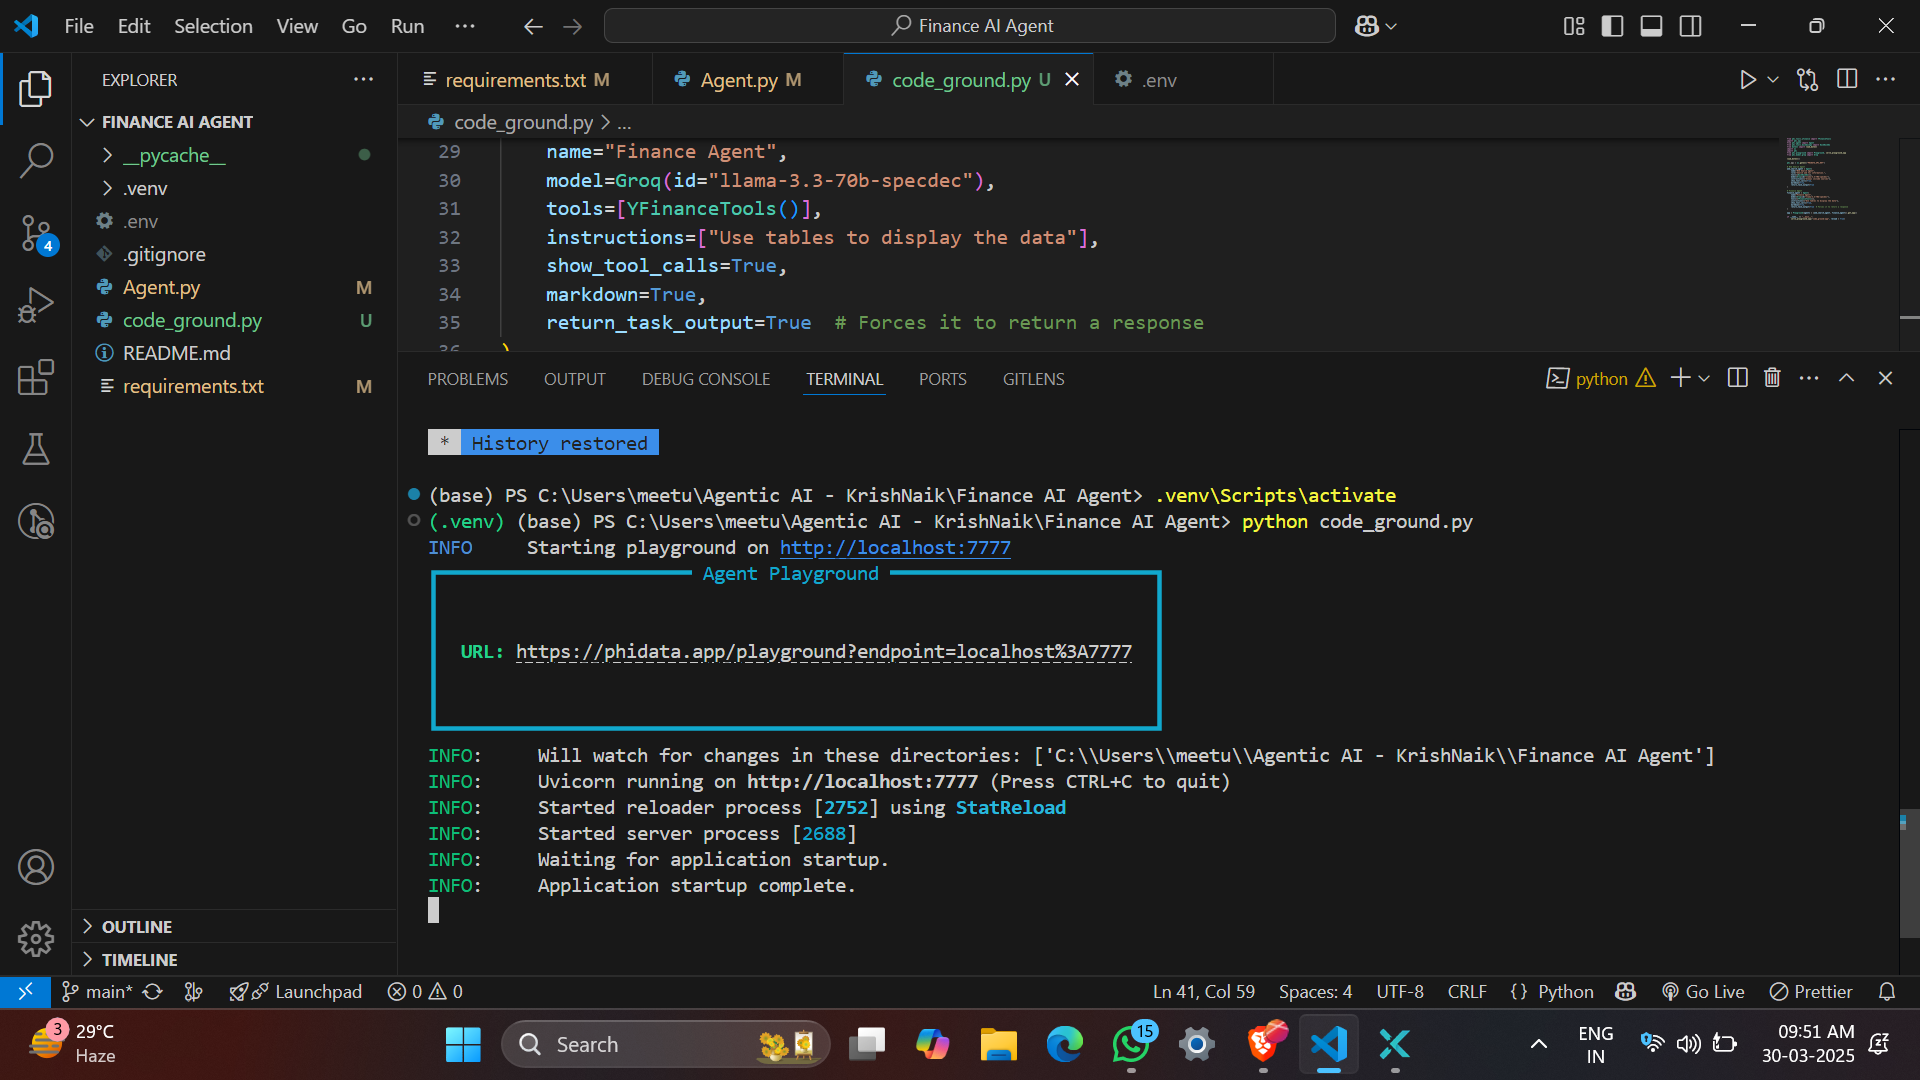 File Edit Selection View Go Run ···
Finance AI Agent
EXPLORER
FINANCE AI AGENT
__pycache__
.venv
.env
.gitignore
Agent.py M
code_ground.py U
README.md
requirements.txt M
OUTLINE
TIMELINE
requirements.txt M
Agent.py M
code_ground.py U
.env
code_ground.py > ...
29 name="Finance Agent",
30 model=Groq(id="llama-3.3-70b-specdec"),
31 tools=[YFinanceTools()],
32 instructions=["Use tables to display the data"],
33 show_tool_calls=True,
34 markdown=True,
35 return_task_output=True # Forces it to return a response
36 )
PROBLEMS OUTPUT DEBUG CONSOLE TERMINAL PORTS GITLENS
python
* History restored
(base) PS C:\Users\meetu\Agentic AI - KrishNaik\Finance AI Agent> .venv\Scripts\activate
(.venv) (base) PS C:\Users\meetu\Agentic AI - KrishNaik\Finance AI Agent> python code_ground.py
INFO Starting playground on http://localhost:7777
Agent Playground
URL: https://phidata.app/playground?endpoint=localhost%3A7777
INFO: Will watch for changes in these directories: ['C:\\Users\\meetu\\Agentic AI - KrishNaik\\Finance AI Agent']
INFO: Uvicorn running on http://localhost:7777 (Press CTRL+C to quit)
INFO: Started reloader process [2752] using StatReload
INFO: Started server process [2688]
INFO: Waiting for application startup.
INFO: Application startup complete.
4
main* Launchpad 0 0
Ln 41, Col 59 Spaces: 4 UTF-8 CRLF {} Python Go Live Prettier
3
29°C
Haze
Search
15
ENG
IN
09:51 AM
30-03-2025